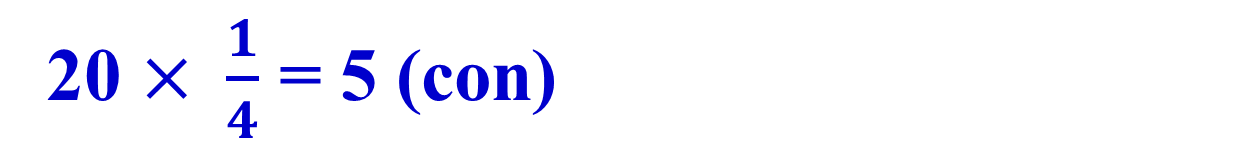 20 × 1/4 = 5 (con)